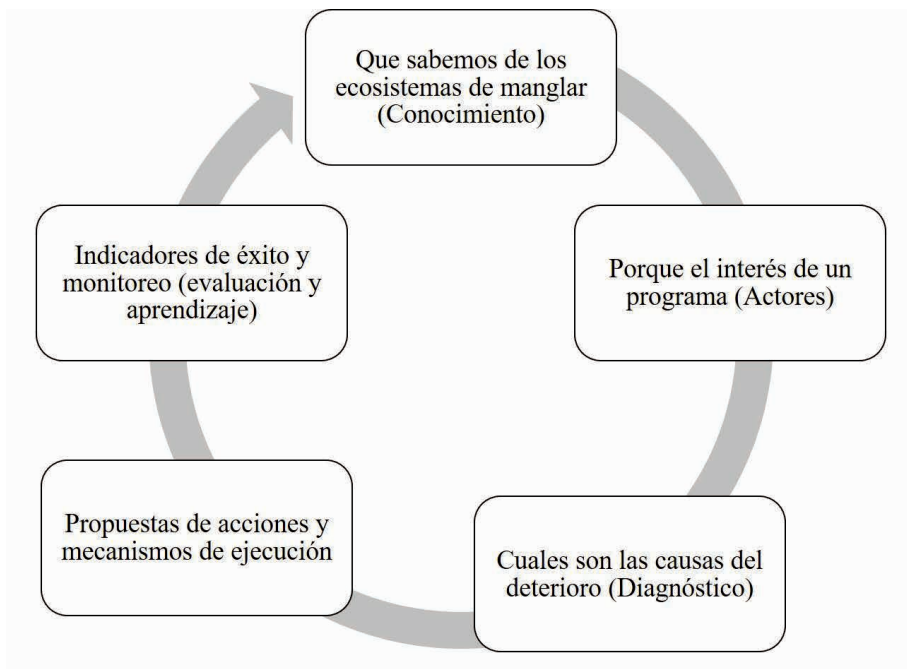 Que sabemos de los
ecosistemas de manglar
(Conocimiento)
Porque el interés de un
programa (Actores)
Cuales son las causas del
deterioro (Diagnóstico)
Propuestas de acciones y
mecanismos de ejecución
Indicadores de éxito y
monitoreo (evaluación y
aprendizaje)